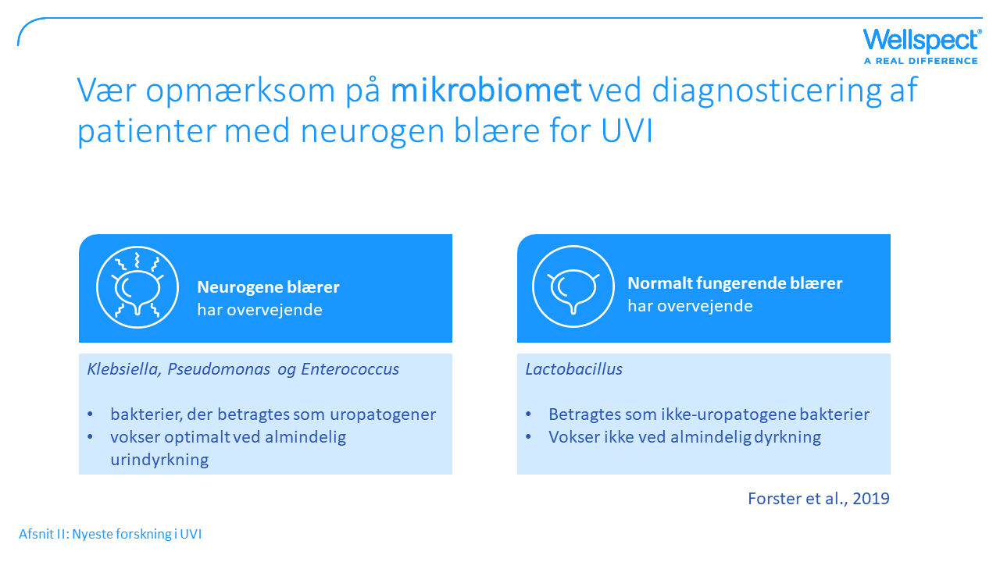 Wellspect®
A REAL DIFFERENCE
Vær opmærksom på mikrobiomet ved diagnosticering af
patienter med neurogen blære for UVI
Neurogene blærer
har overvejende
Klebsiella, Pseudomonas og Enterococcus
• bakterier, der betragtes som uropatogener
• vokser optimalt ved almindelig
urindyrkning
Normalt fungerende blærer
har overvejende
Lactobacillus
• Betragtes som ikke-uropatogene bakterier
• Vokser ikke ved almindelig dyrkning
Forster et al., 2019
Afsnit II: Nyeste forskning i UVI